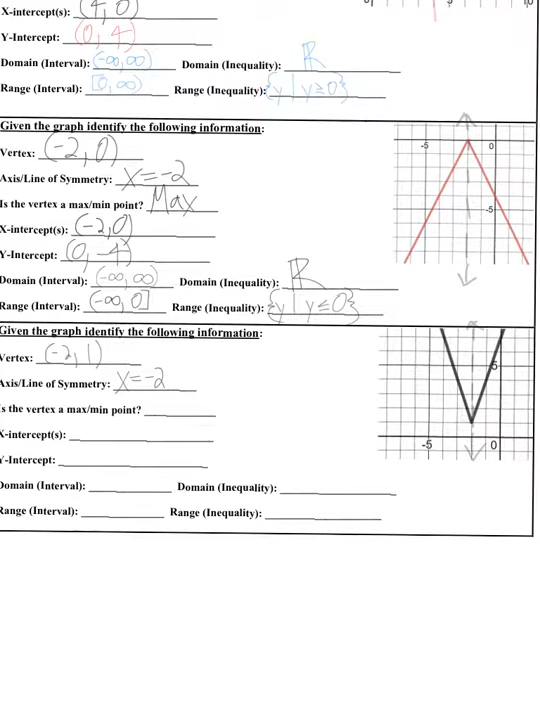 X-intercept(s): (4, 0)
Y-Intercept: (0, 4)
Domain (Interval): (-∞, ∞) Domain (Inequality): ℝ
Range (Interval): [0, ∞) Range (Inequality): {y | y≥0}
Given the graph identify the following information:
Vertex: (-2, 0)
Axis/Line of Symmetry: x=-2
Is the vertex a max/min point? Max
X-intercept(s): (-2, 0)
Y-Intercept: (0, -4)
Domain (Interval): (-∞, ∞) Domain (Inequality): ℝ
Range (Interval): (-∞, 0] Range (Inequality): {y | y≤0}
-5 0
-5
Given the graph identify the following information:
Vertex: (-2, 1)
Axis/Line of Symmetry: x=-2
Is the vertex a max/min point?
X-intercept(s):
Y-Intercept:
Domain (Interval): Domain (Inequality):
Range (Interval): Range (Inequality):
5
-5 0